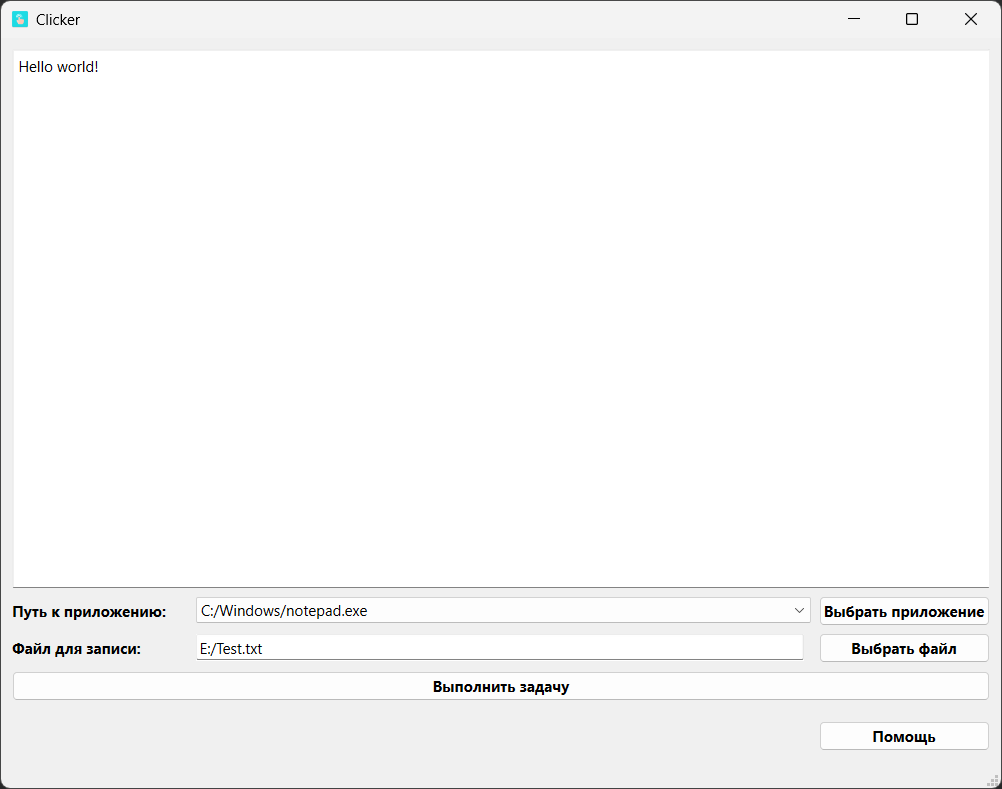 Clicker
Hello world!
Путь к приложению: C:/Windows/notepad.exe Выбрать приложение
Файл для записи: E:/Test.txt Выбрать файл
Выполнить задачу
Помощь